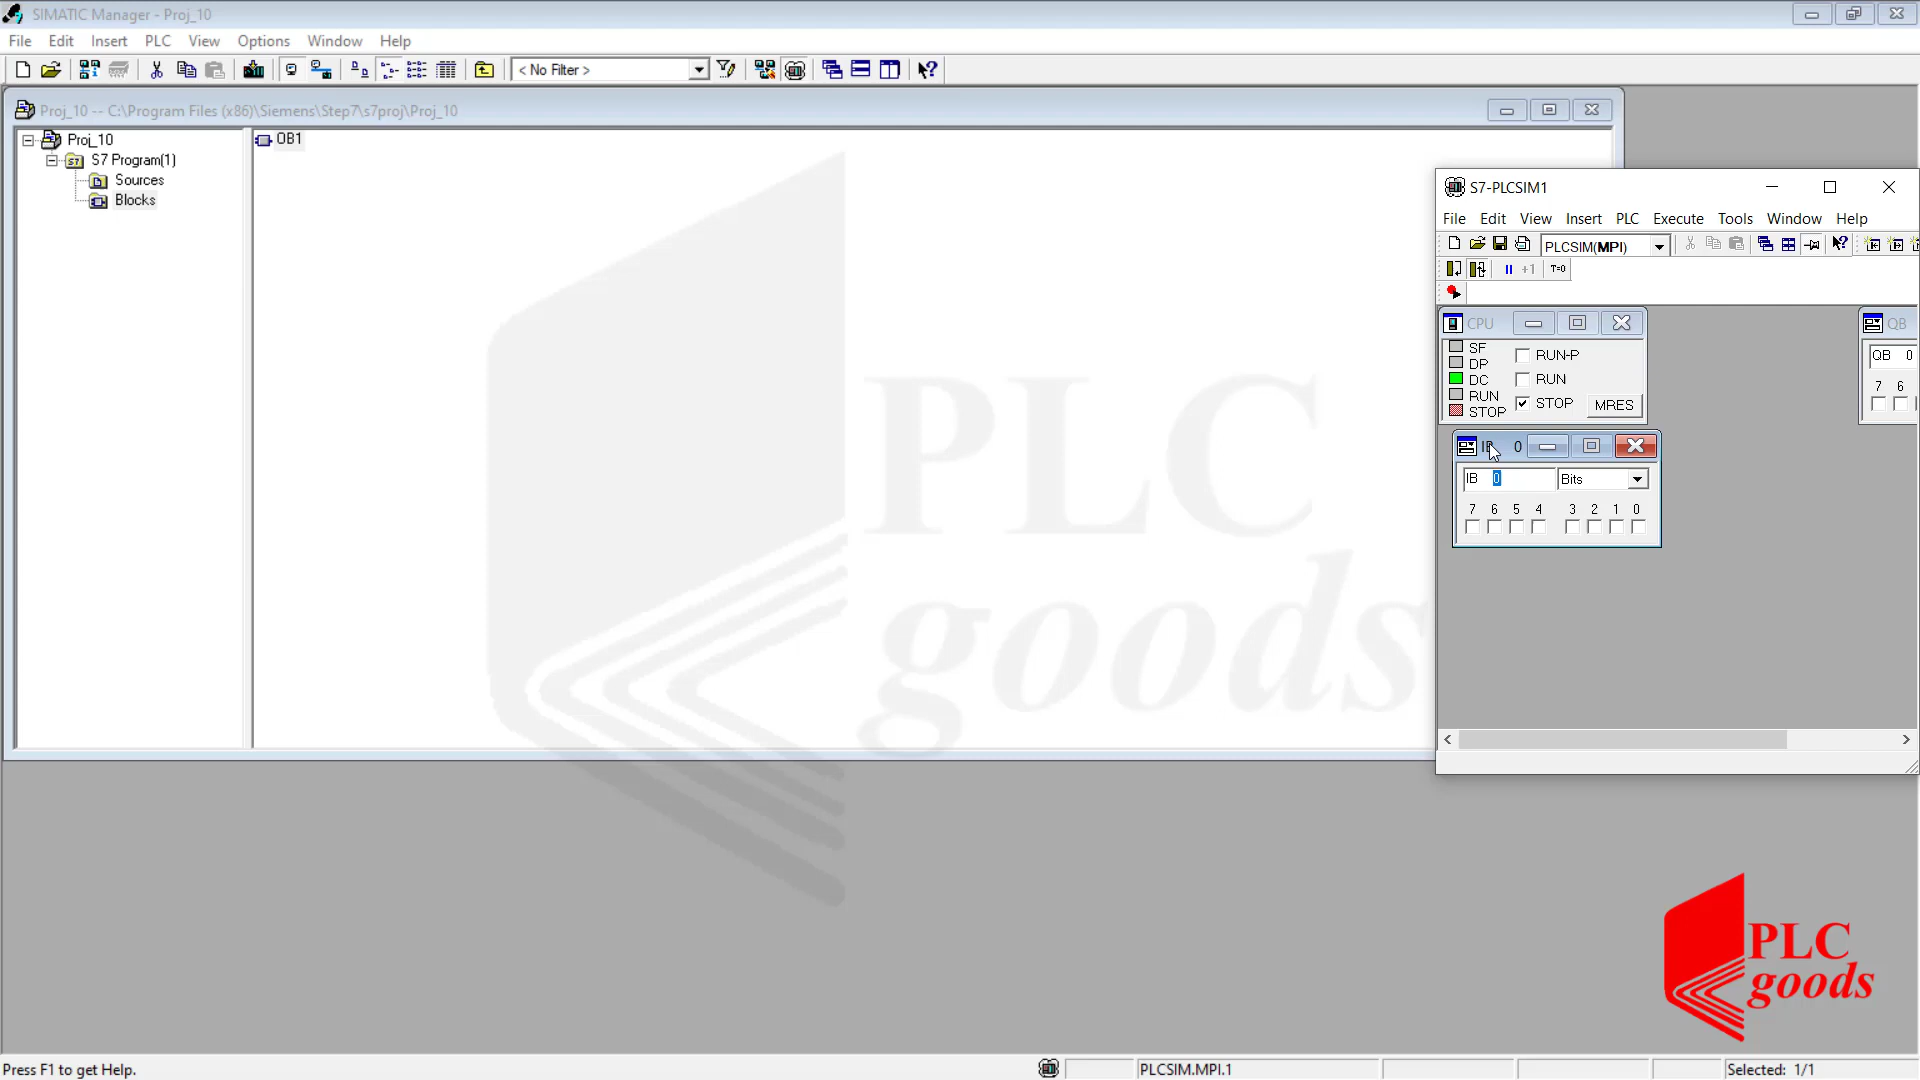 SIMATIC Manager - Proj_10
File Edit Insert PLC View Options Window Help
< No Filter >
Proj_10 -- C:\Program Files (x86)\Siemens\Step7\s7proj\Proj_10
Proj_10
S7 Program(1)
Sources
Blocks
OB1
S7-PLCSIM1
File Edit View Insert PLC Execute Tools Window Help
PLCSIM(MPI)
+1 T=0
CPU
SF
DP
DC
RUN
STOP
RUN-P
RUN
STOP
MRES
QB
QB 0
7 6
IB 0
IB 0 Bits
7 6 5 4 3 2 1 0
PLC
goods
PLC
goods
Press F1 to get Help.
PLCSIM.MPI.1
Selected: 1/1